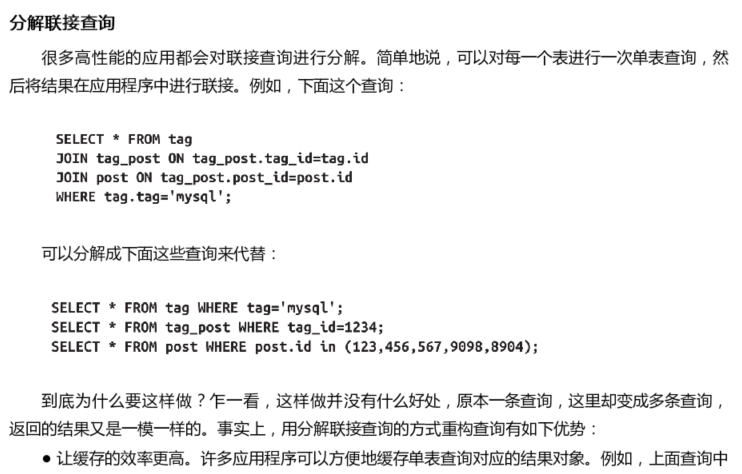 分解联接查询
很多高性能的应用都会对联接查询进行分解。简单地说，可以对每一个表进行一次单表查询，然
后将结果在应用程序中进行联接。例如，下面这个查询：
SELECT * FROM tag
JOIN tag_post ON tag_post.tag_id=tag.id
JOIN post ON tag_post.post_id=post.id
WHERE tag.tag='mysql';
可以分解成下面这些查询来代替：
SELECT * FROM tag WHERE tag='mysql';
SELECT * FROM tag_post WHERE tag_id=1234;
SELECT * FROM post WHERE post.id in (123,456,567,9098,8904);
到底为什么要这样做？乍一看，这样做并没有什么好处，原本一条查询，这里却变成多条查询，
返回的结果又是一模一样的。事实上，用分解联接查询的方式重构查询有如下优势：
● 让缓存的效率更高。许多应用程序可以方便地缓存单表查询对应的结果对象。例如，上面查询中